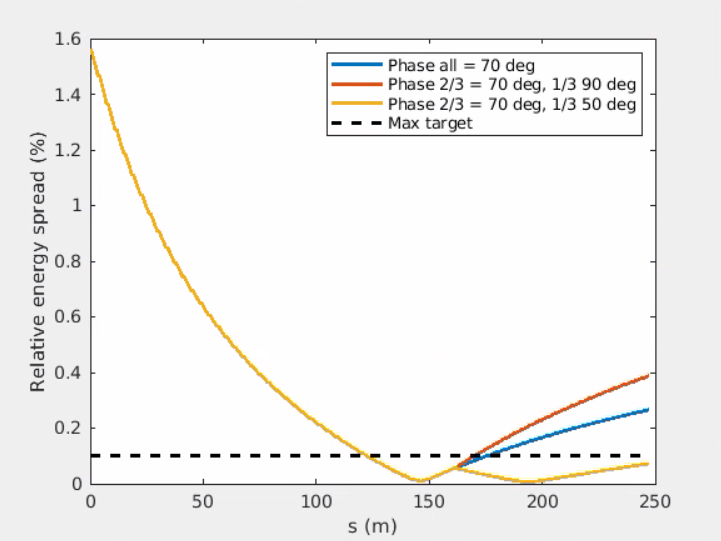 1.6
1.4
1.2
1
0.8
0.6
0.4
0.2
0
Relative energy spread (%)
Phase all = 70 deg
Phase 2/3 = 70 deg, 1/3 90 deg
Phase 2/3 = 70 deg, 1/3 50 deg
Max target
0 50 100 150 200 250
s (m)